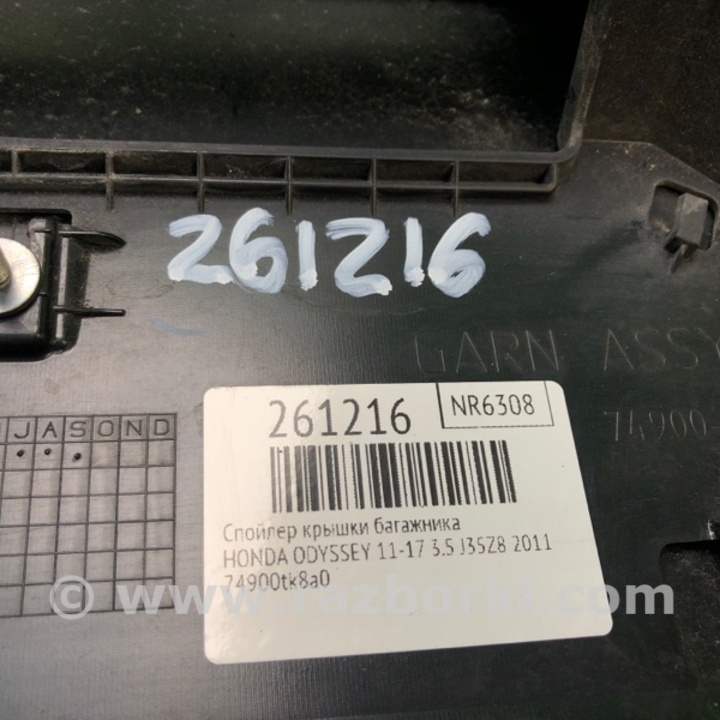 261216
GARN ASSY
74900-
JASOND
261216
NR6308
Спойлер крышки багажника
HONDA ODYSSEY 11-17 3.5 J35Z8 2011
74900tk8a0
© www.razborki.com